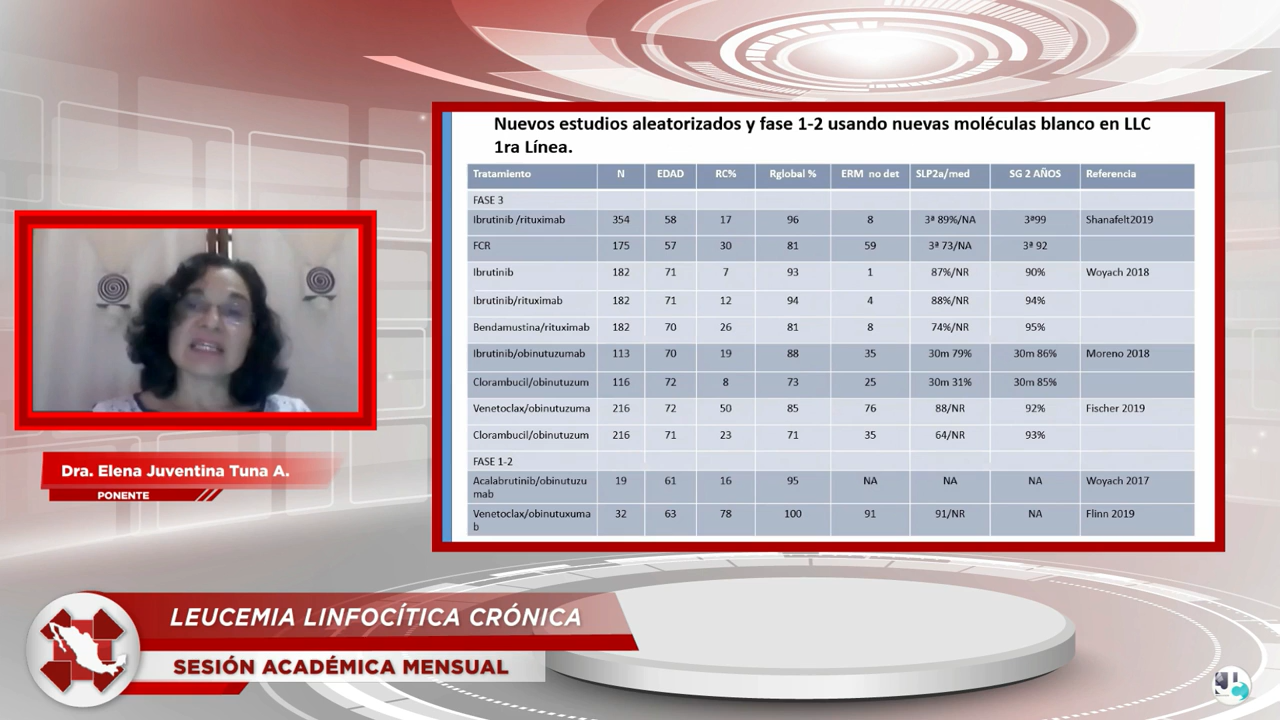 Nuevos estudios aleatorizados y fase 1-2 usando nuevas moléculas blanco en LLC
1ra Línea.
Tratamiento N EDAD RC% Rglobal % ERM no det SLP2a/med SG 2 AÑOS Referencia
FASE 3
Ibrutinib /rituximab 354 58 17 96 8 3ª 89%/NA 3ª99 Shanafelt2019
FCR 175 57 30 81 59 3ª 73/NA 3ª 92
Ibrutinib 182 71 7 93 1 87%/NR 90% Woyach 2018
Ibrutinib/rituximab 182 71 12 94 4 88%/NR 94%
Bendamustina/rituximab 182 70 26 81 8 74%/NR 95%
Ibrutinib/obinutuzumab 113 70 19 88 35 30m 79% 30m 86% Moreno 2018
Clorambucil/obinutuzum 116 72 8 73 25 30m 31% 30m 85%
Venetoclax/obinutuzuma 216 72 50 85 76 88/NR 92% Fischer 2019
Clorambucil/obinutuzum 216 71 23 71 35 64/NR 93%
FASE 1-2
Acalabrutinib/obinutuzu 19 61 16 95 NA NA NA Woyach 2017
mab
Venetoclax/obinutuxuma 32 63 78 100 91 91/NR NA Flinn 2019
b
Dra. Elena Juventina Tuna A.
PONENTE
LEUCEMIA LINFOCÍTICA CRÓNICA
SESIÓN ACADÉMICA MENSUAL